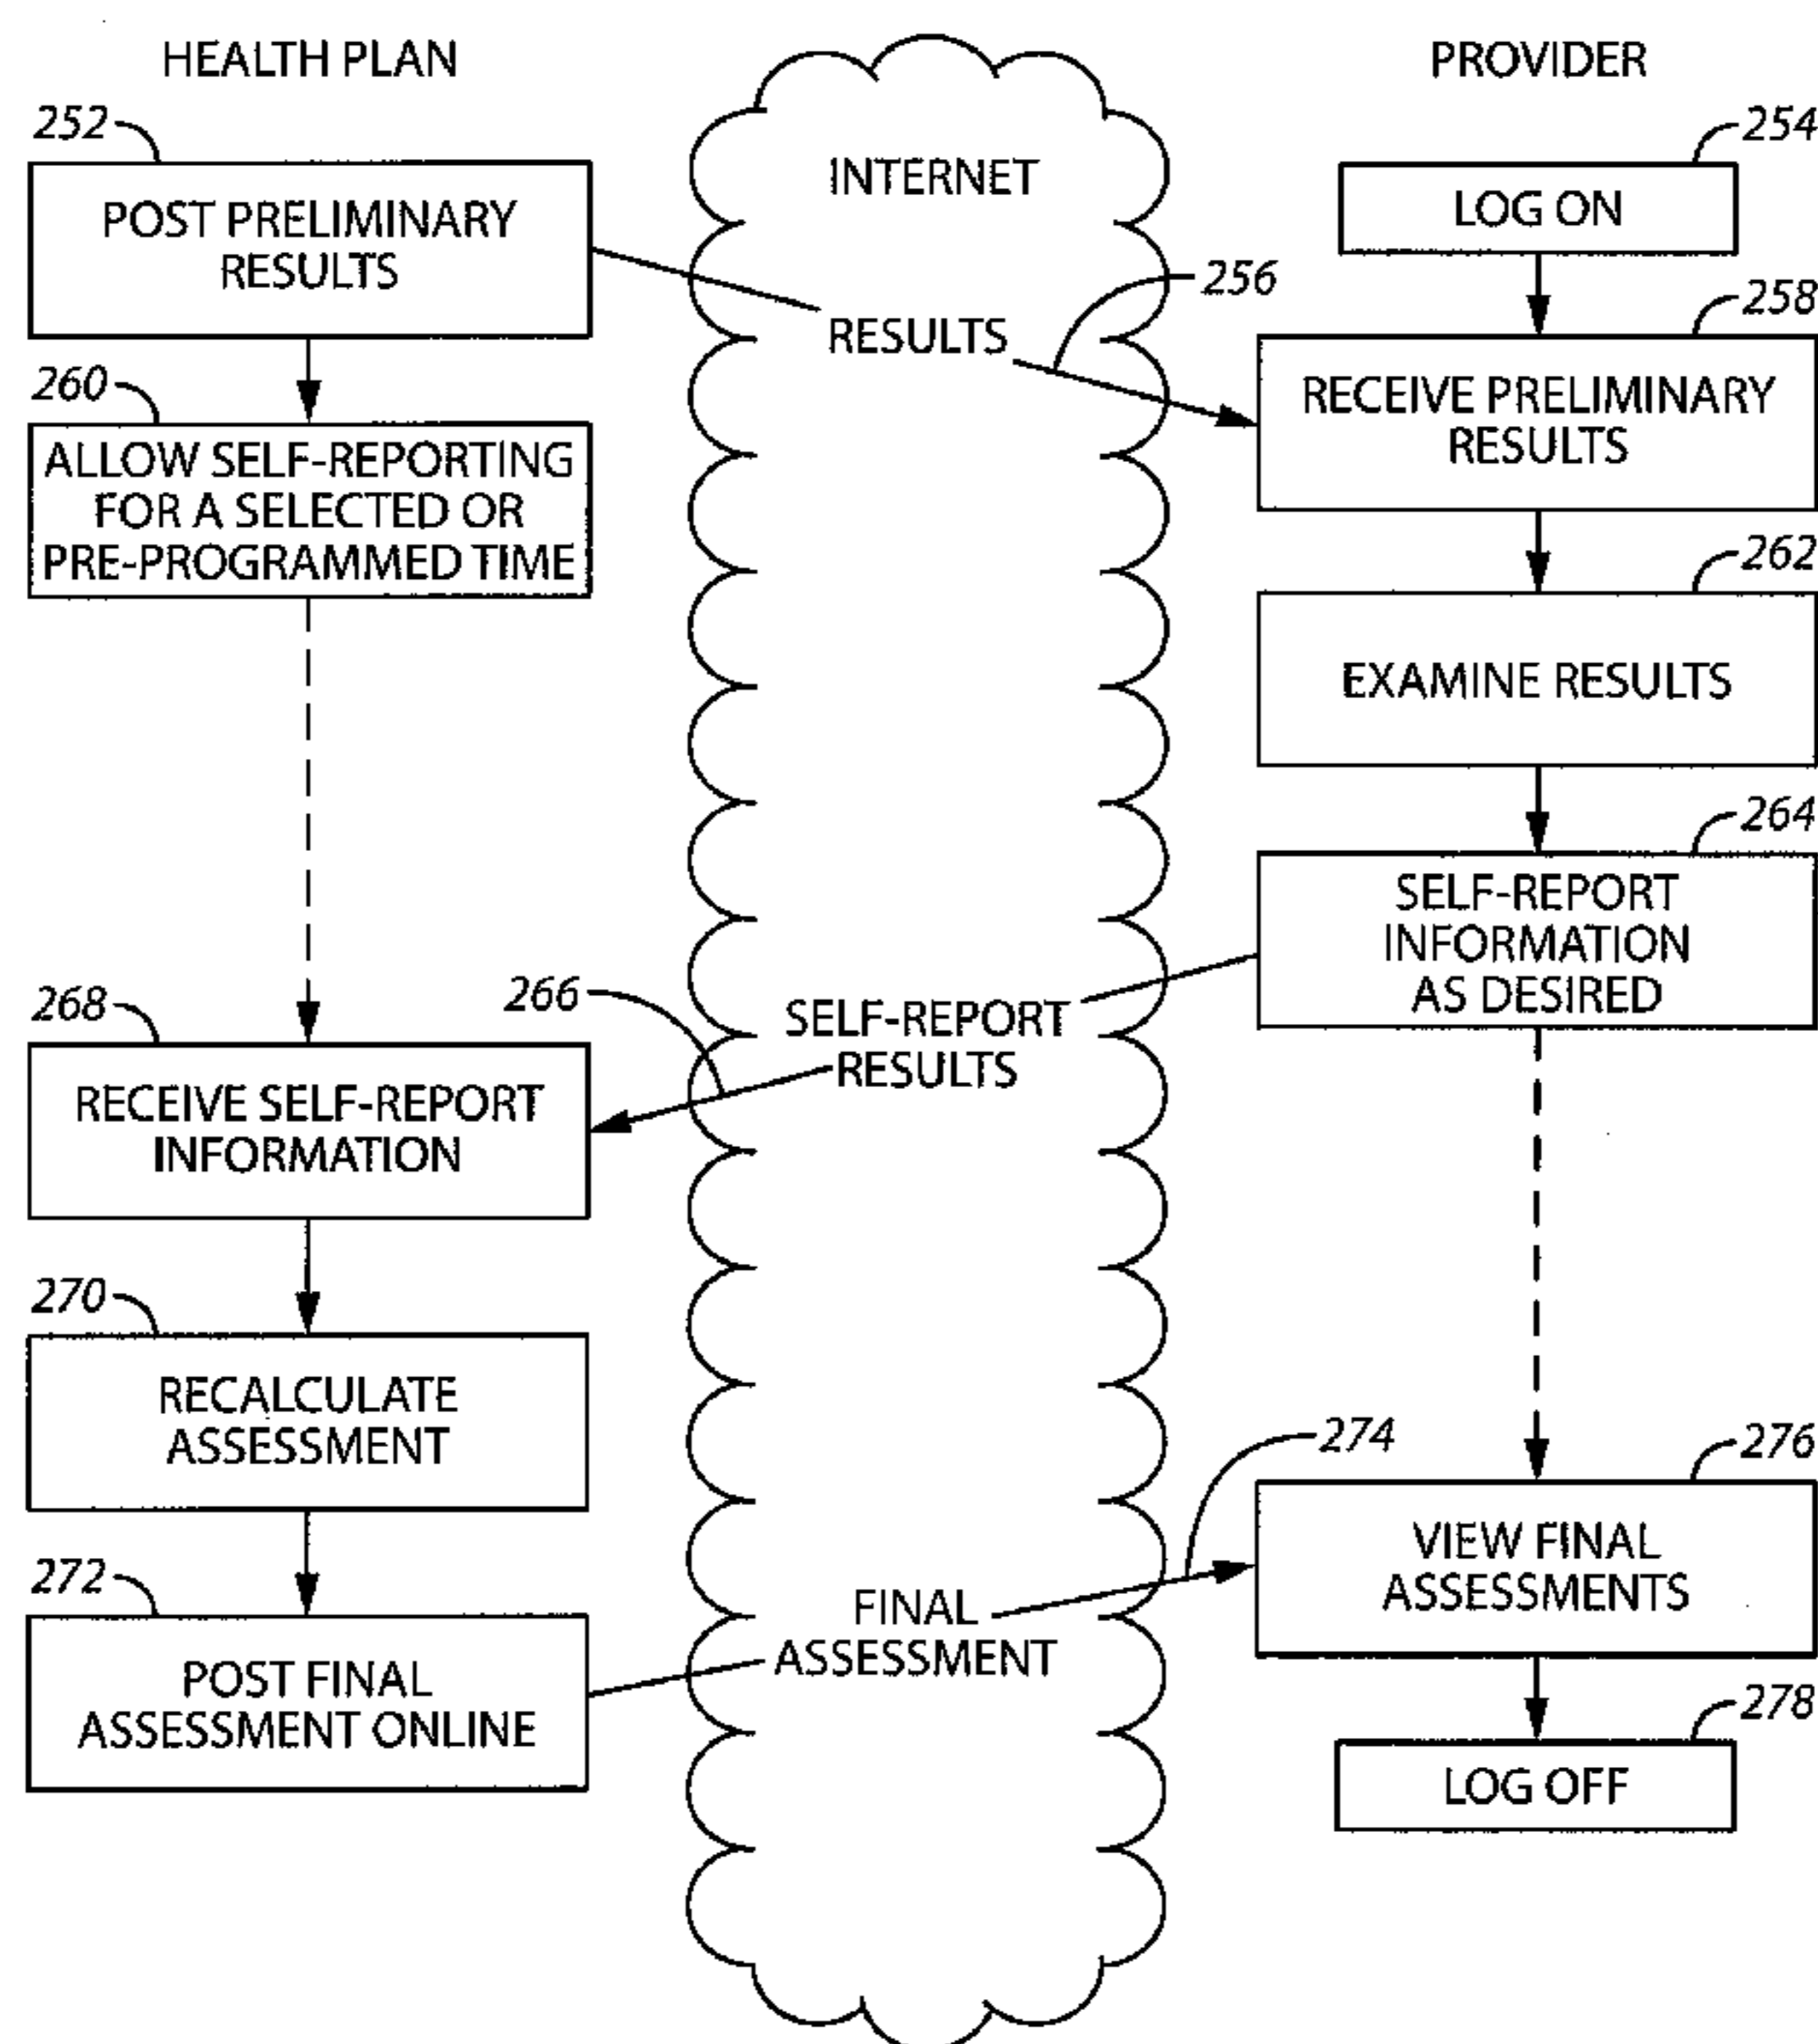 HEALTH PLAN
PROVIDER
252
254
POST PRELIMINARY
RESULTS
INTERNET
LOG ON
256
RESULTS
258
RECEIVE PRELIMINARY
RESULTS
260
ALLOW SELF-REPORTING
FOR A SELECTED OR
PRE-PROGRAMMED TIME
262
EXAMINE RESULTS
264
SELF-REPORT
INFORMATION
AS DESIRED
266
SELF-REPORT
RESULTS
268
RECEIVE SELF-REPORT
INFORMATION
270
RECALCULATE
ASSESSMENT
274
276
VIEW FINAL
ASSESSMENTS
272
FINAL
ASSESSMENT
POST FINAL
ASSESSMENT ONLINE
278
LOG OFF